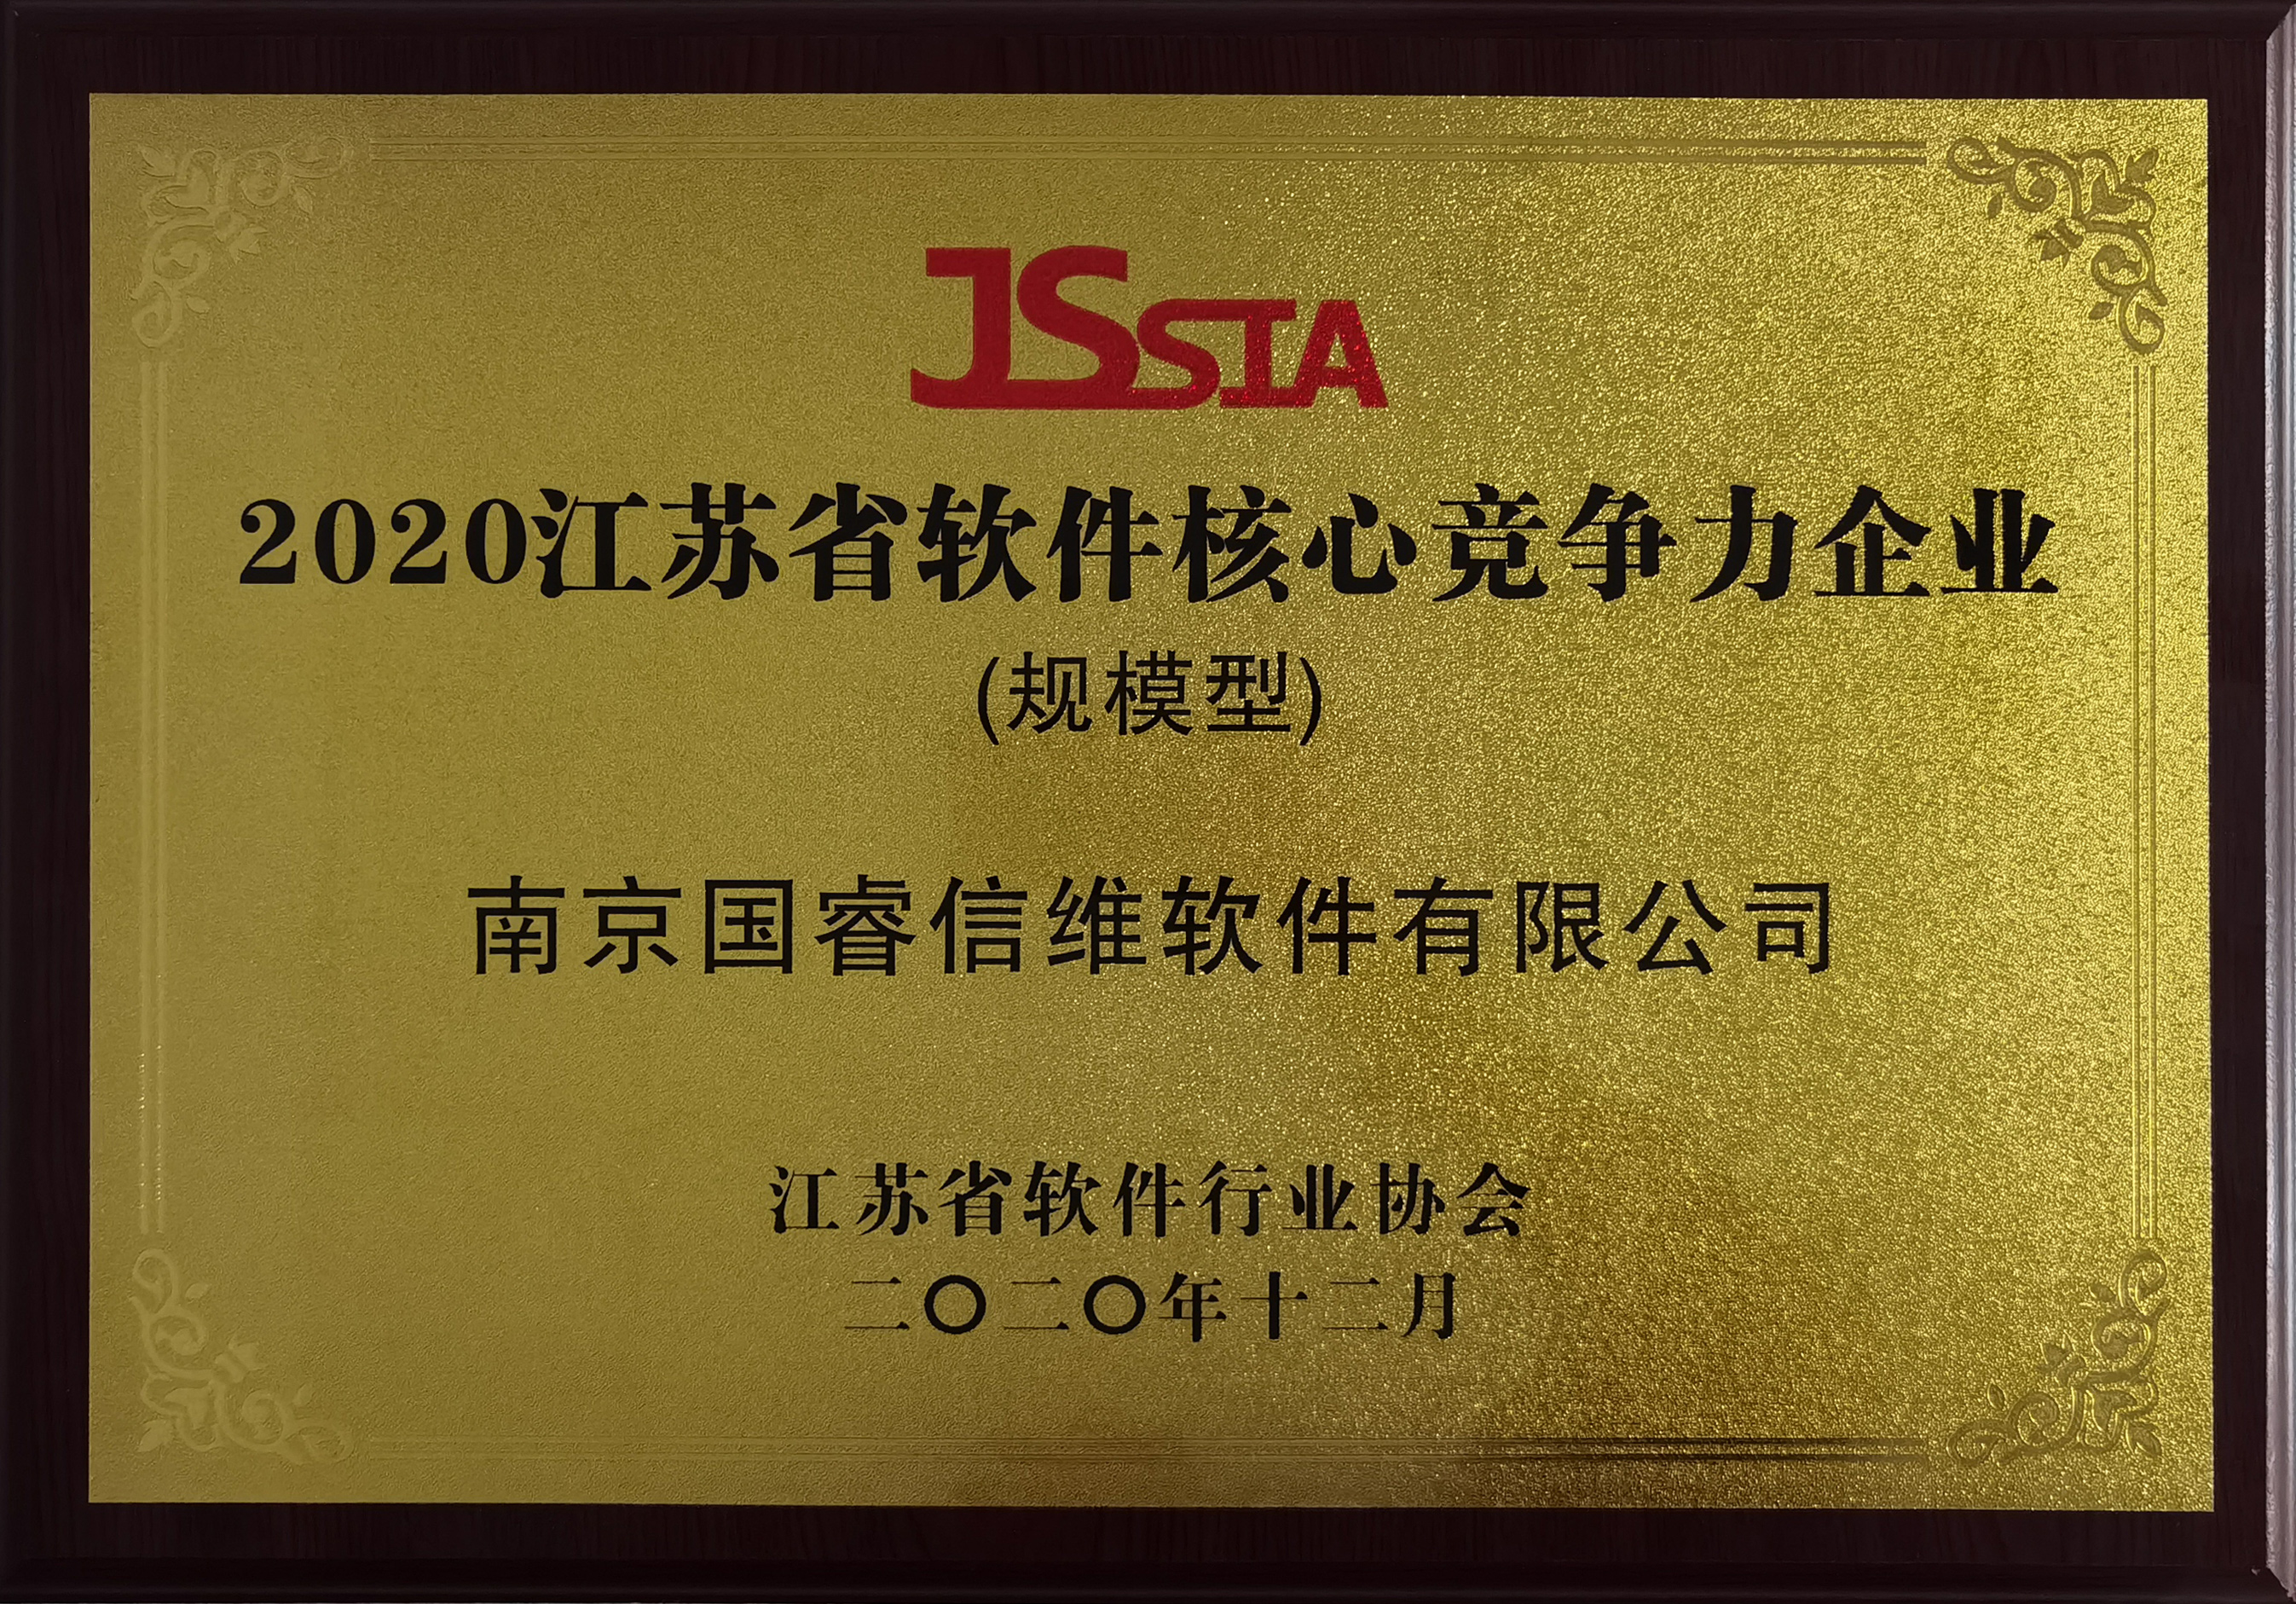 JSSIA
2020江苏省软件核心竞争力企业
(规模型)
南京国睿信维软件有限公司
江苏省软件行业协会
二〇二〇年十二月